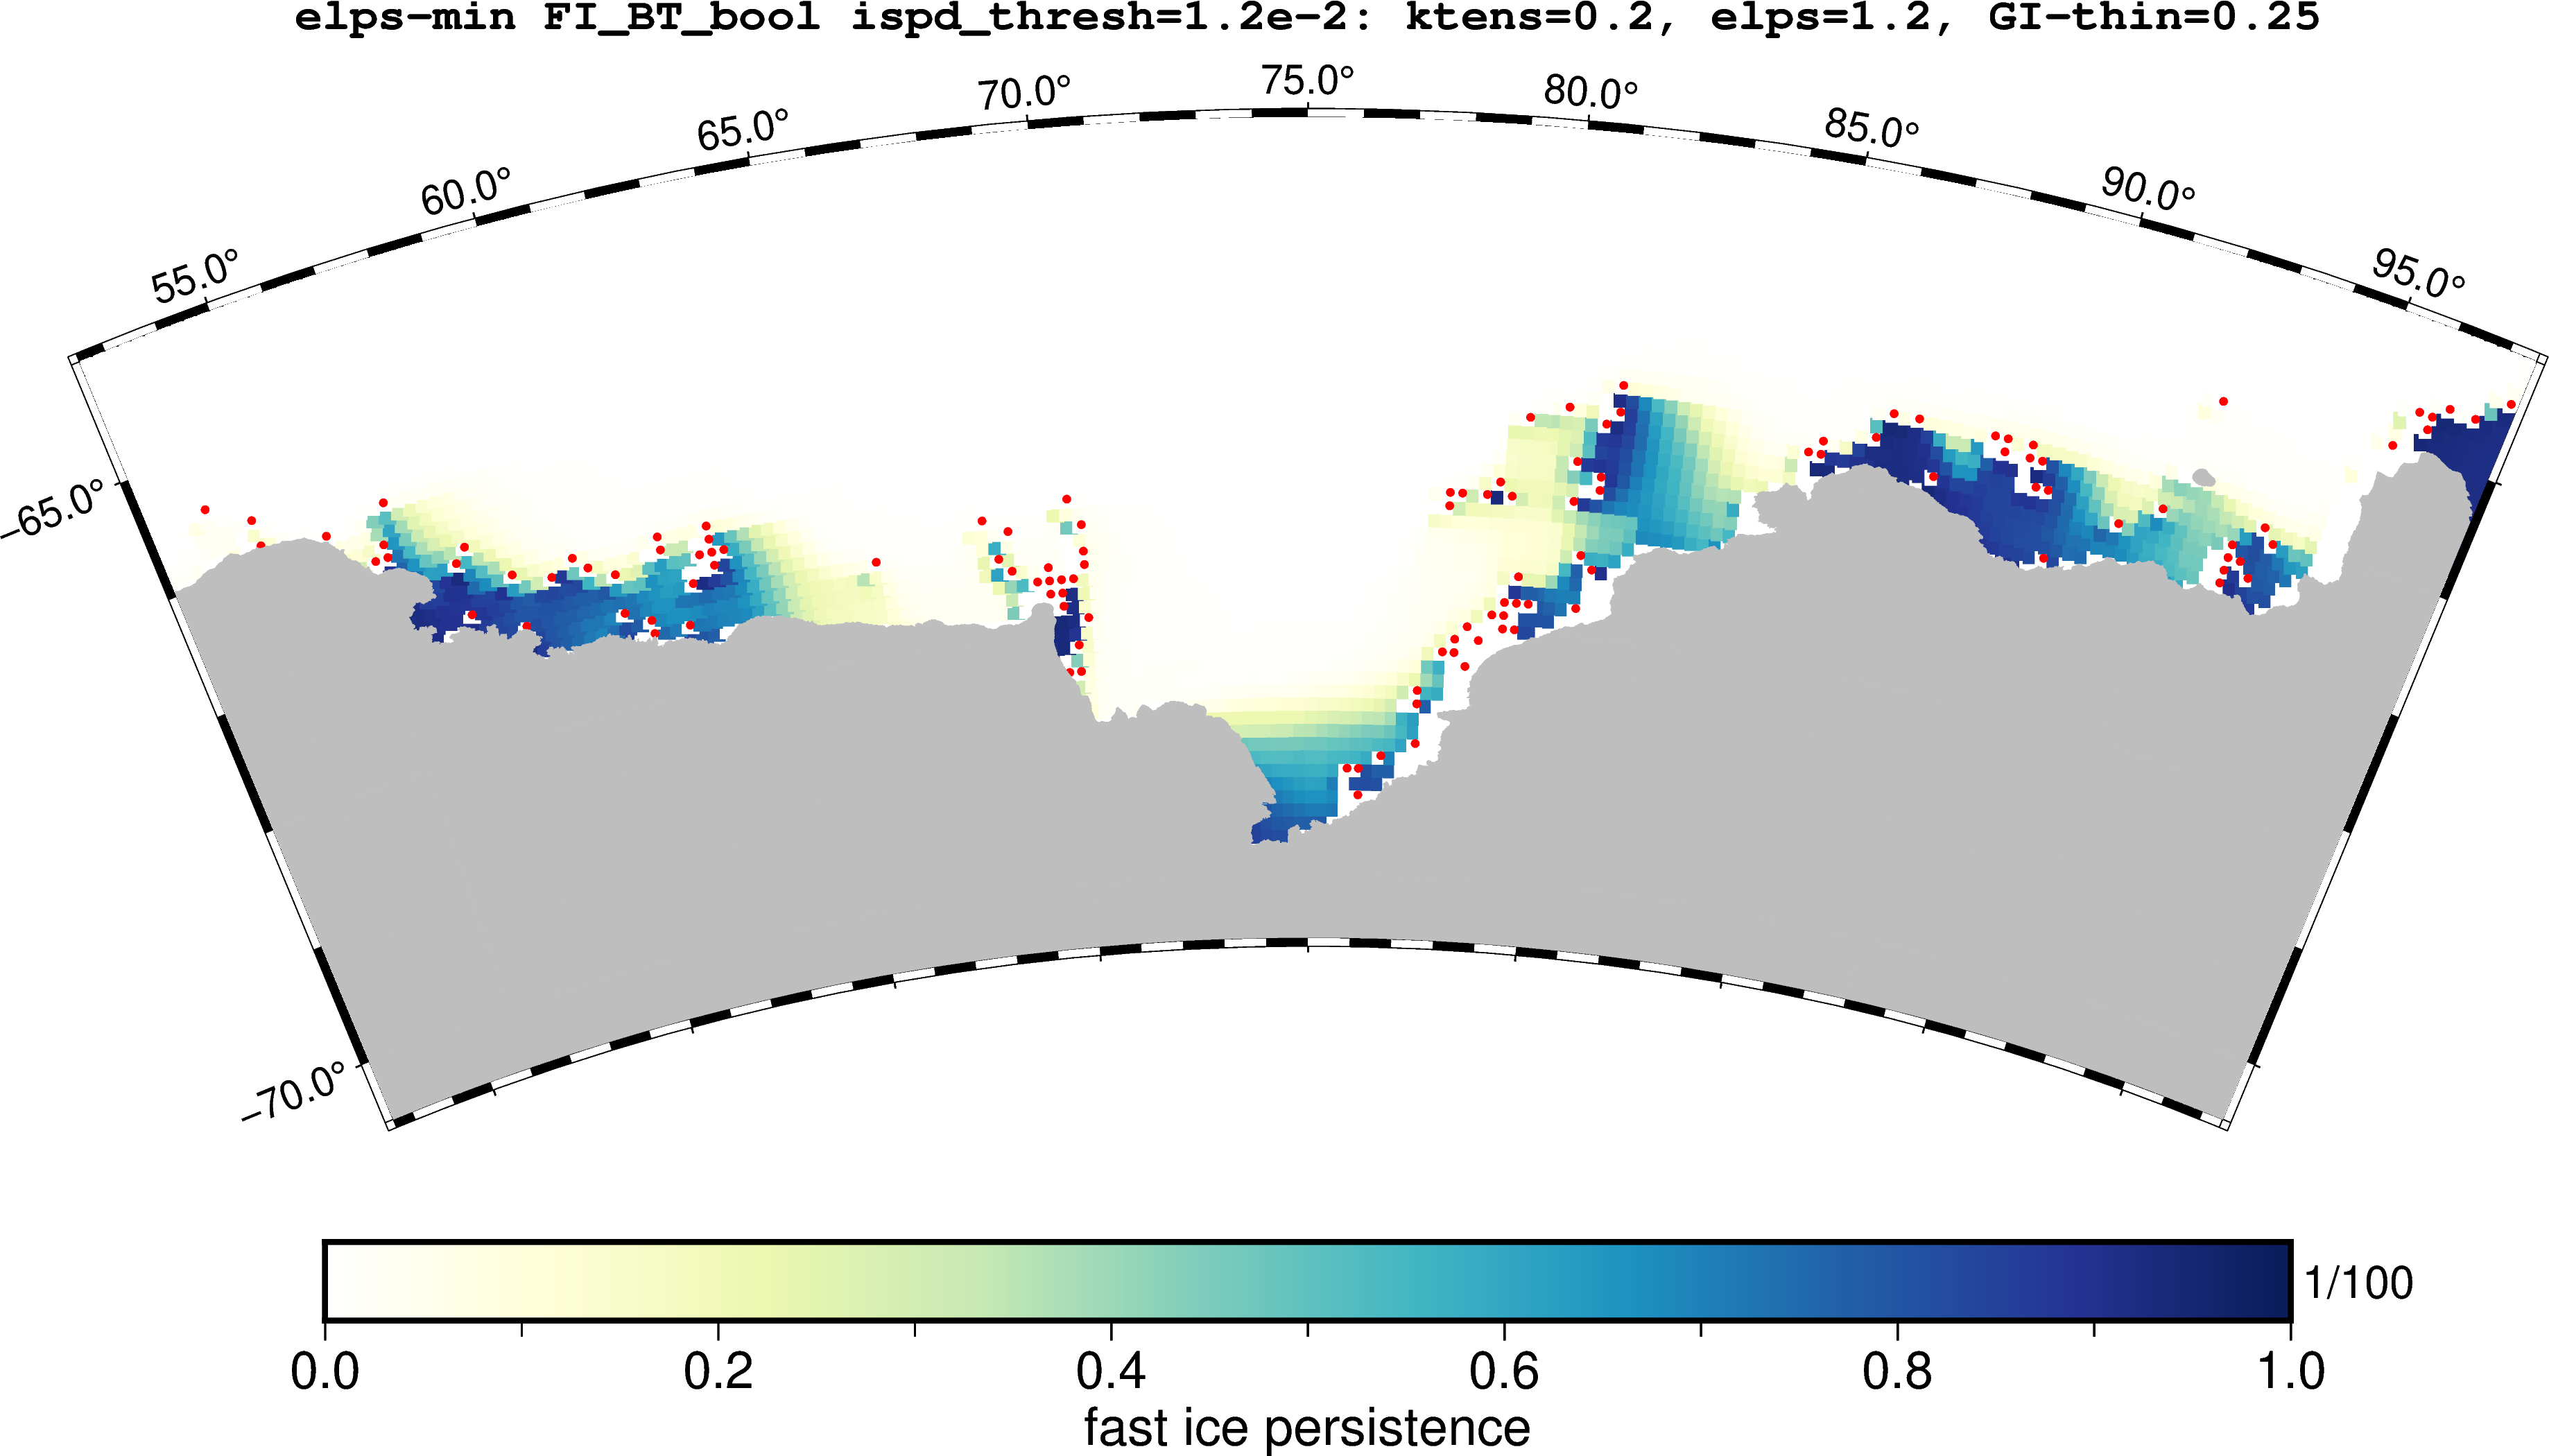 elps-min FI_BT_bool ispd_thresh=1.2e-2: ktens=0.2, elps=1.2, GI-thin=0.25
55.0° 60.0° 65.0° 70.0° 75.0° 80.0° 85.0° 90.0° 95.0°
-65.0°
-70.0°
1/100
0.0 0.2 0.4 0.6 0.8 1.0
fast ice persistence